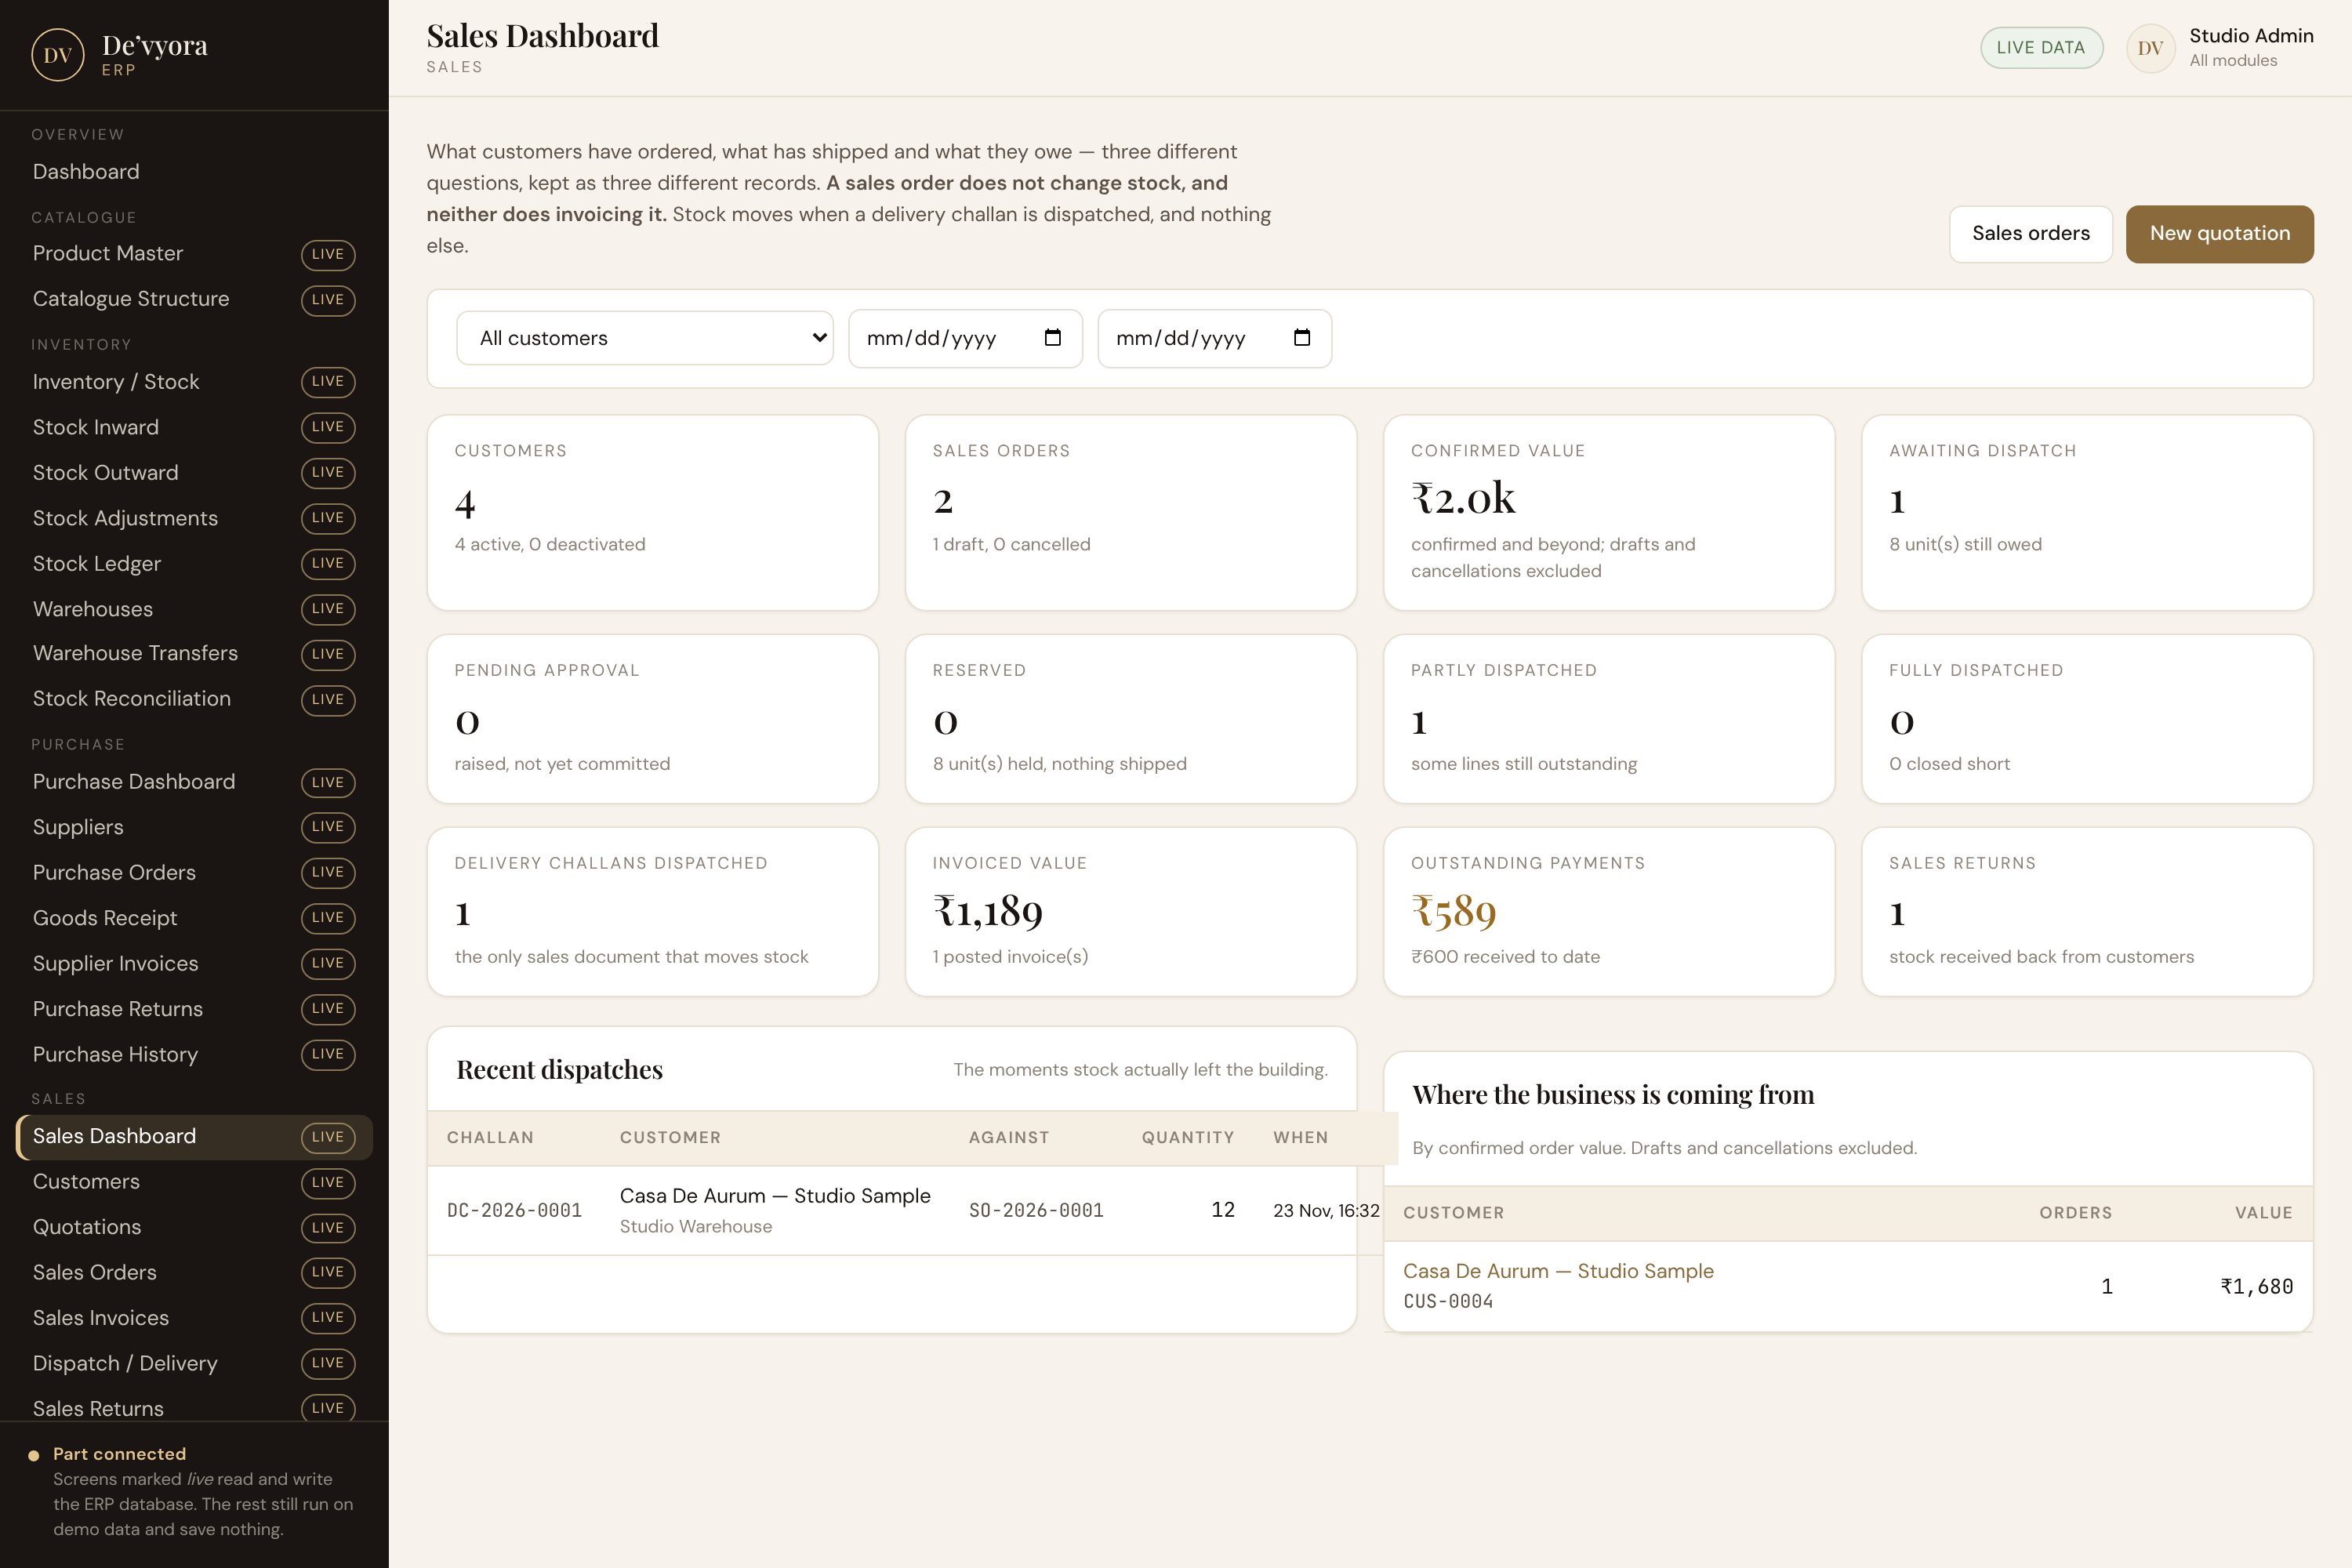 DV
De’vyora
ERP
OVERVIEW
Dashboard
CATALOGUE
Product Master LIVE
Catalogue Structure LIVE
INVENTORY
Inventory / Stock LIVE
Stock Inward LIVE
Stock Outward LIVE
Stock Adjustments LIVE
Stock Ledger LIVE
Warehouses LIVE
Warehouse Transfers LIVE
Stock Reconciliation LIVE
PURCHASE
Purchase Dashboard LIVE
Suppliers LIVE
Purchase Orders LIVE
Goods Receipt LIVE
Supplier Invoices LIVE
Purchase Returns LIVE
Purchase History LIVE
SALES
Sales Dashboard LIVE
Customers LIVE
Quotations LIVE
Sales Orders LIVE
Sales Invoices LIVE
Dispatch / Delivery LIVE
Sales Returns LIVE
Part connected
Screens marked live read and write
the ERP database. The rest still run on
demo data and save nothing.
Sales Dashboard
SALES
LIVE DATA
DV
Studio Admin
All modules
What customers have ordered, what has shipped and what they owe — three different
questions, kept as three different records. A sales order does not change stock, and
neither does invoicing it. Stock moves when a delivery challan is dispatched, and nothing
else.
Sales orders
New quotation
All customers
mm/dd/yyyy
mm/dd/yyyy
CUSTOMERS
4
4 active, 0 deactivated
SALES ORDERS
2
1 draft, 0 cancelled
CONFIRMED VALUE
₹2.0k
confirmed and beyond; drafts and
cancellations excluded
AWAITING DISPATCH
1
8 unit(s) still owed
PENDING APPROVAL
0
raised, not yet committed
RESERVED
0
8 unit(s) held, nothing shipped
PARTLY DISPATCHED
1
some lines still outstanding
FULLY DISPATCHED
0
0 closed short
DELIVERY CHALLANS DISPATCHED
1
the only sales document that moves stock
INVOICED VALUE
₹1,189
1 posted invoice(s)
OUTSTANDING PAYMENTS
₹589
₹600 received to date
SALES RETURNS
1
stock received back from customers
Recent dispatches
The moments stock actually left the building.
CHALLAN CUSTOMER AGAINST QUANTITY WHEN
DC-2026-0001 Casa De Aurum — Studio Sample SO-2026-0001 12 23 Nov, 16:32
Studio Warehouse
Where the business is coming from
By confirmed order value. Drafts and cancellations excluded.
CUSTOMER ORDERS VALUE
Casa De Aurum — Studio Sample 1 ₹1,680
CUS-0004